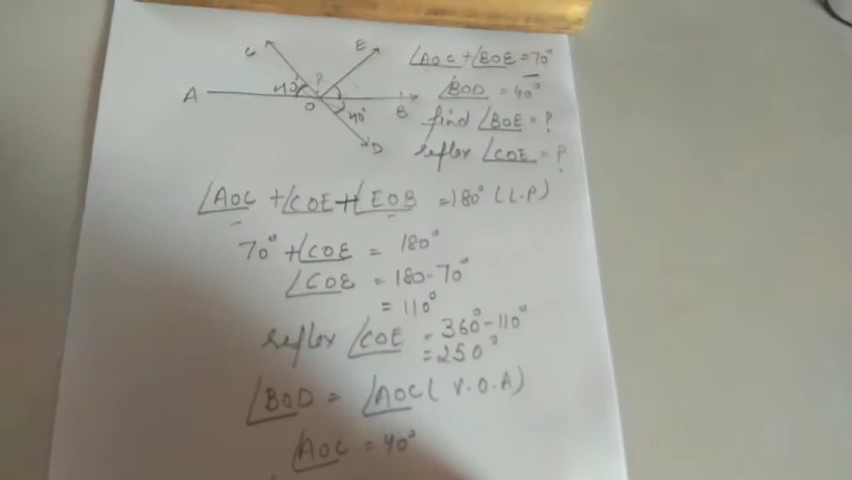 C E
A 40° ? O 40° B
D
∠AOC + ∠BOE = 70°
∠BOD = 40°
find ∠BOE = ?
reflex ∠COE = ?
∠AOC + ∠COE + ∠EOB = 180° (L.P)
70° + ∠COE = 180°
∠COE = 180 - 70°
= 110°
reflex ∠COE = 360° - 110°
= 250°
∠BOD = ∠AOC ( V.O.A)
∠AOC = 40°